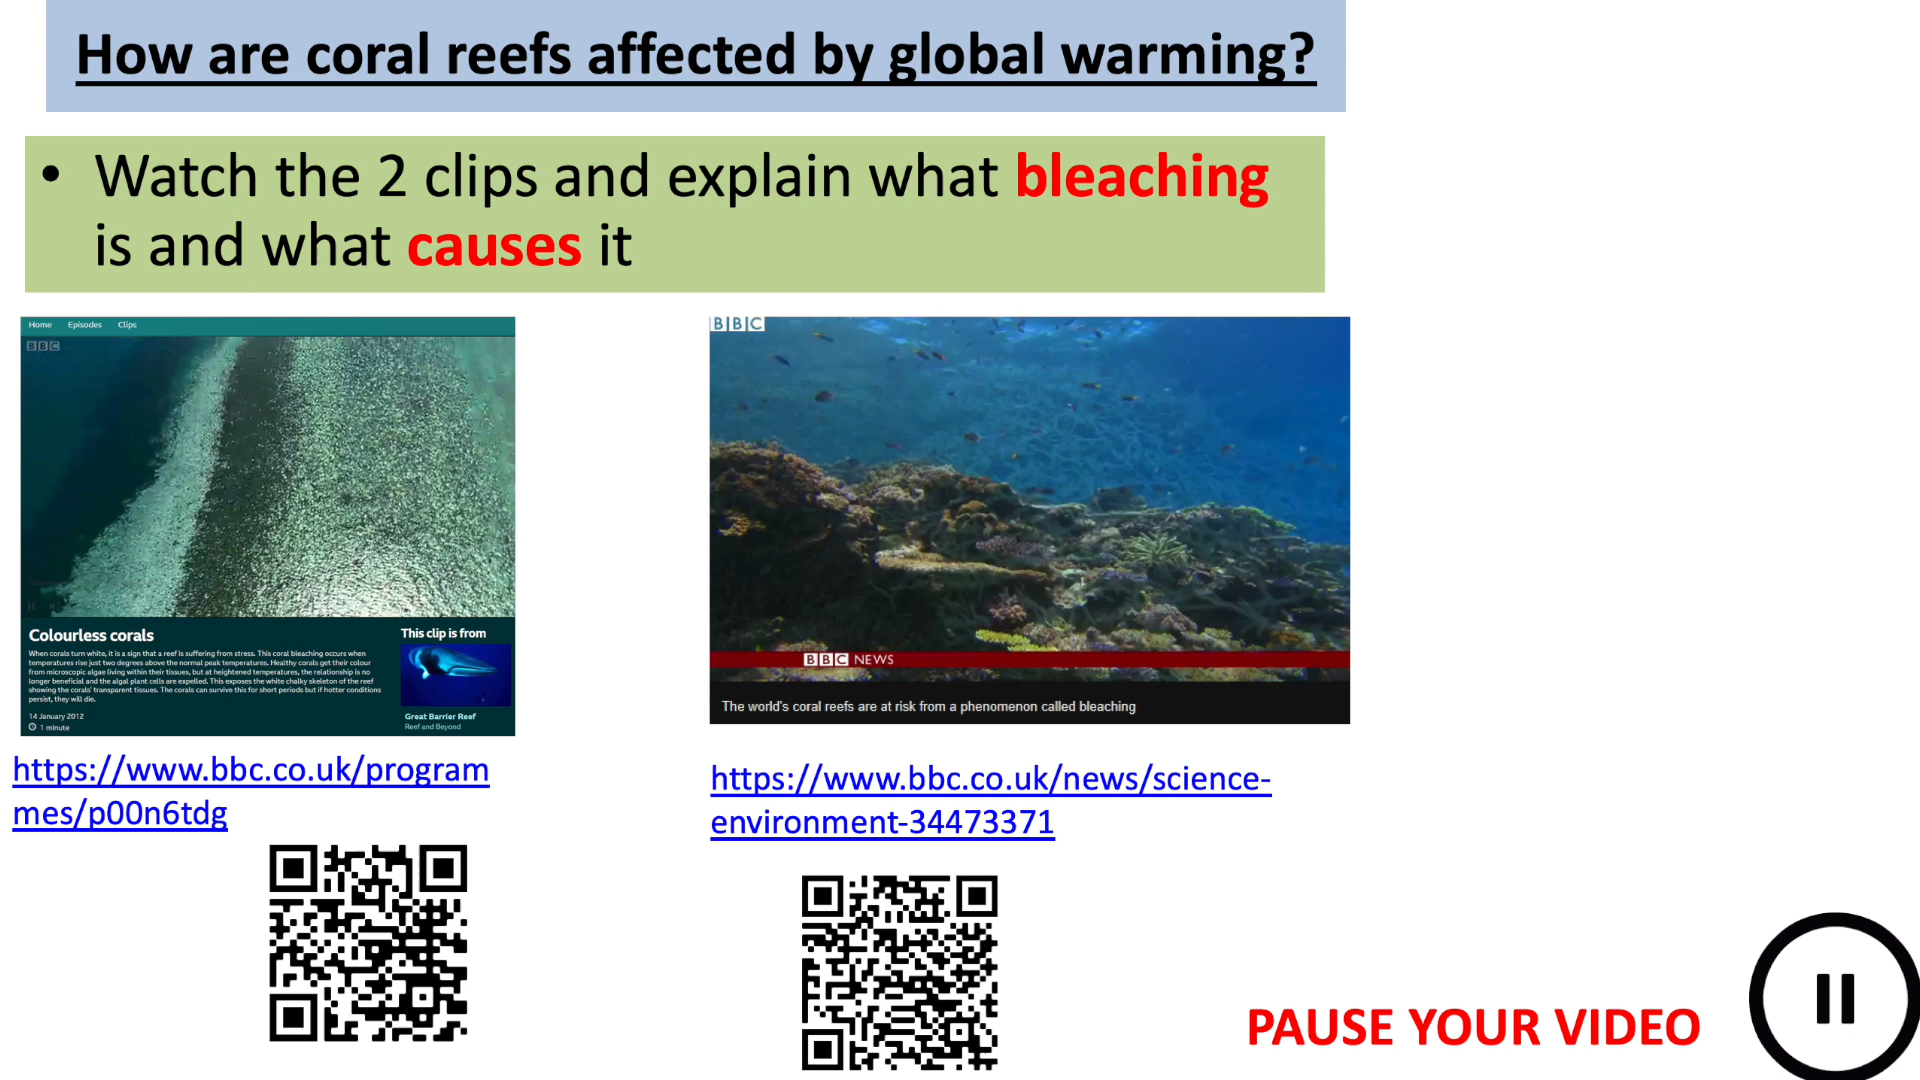 How are coral reefs affected by global warming?
• Watch the 2 clips and explain what bleaching
is and what causes it
Home Episodes Clips
BBC
Colourless corals
When corals turn white, it is a sign that a reef is suffering from stress. This coral bleaching occurs when
temperatures rise just two degrees above the normal peak temperatures. Healthy corals get their colour
from microscopic algae living within their tissues, but at heightened temperatures, the relationship is no
longer beneficial and the algal plant cells are expelled. This exposes the white chalky skeleton of the reef
showing the corals' transparent tissues. The corals can survive this for short periods but if hotter conditions
persist, they will die.
14 January 2012
1 minute
This clip is from
Great Barrier Reef
Reef and Beyond
https://www.bbc.co.uk/program
mes/p00n6tdg
BBC
BBC NEWS
The world's coral reefs are at risk from a phenomenon called bleaching
https://www.bbc.co.uk/news/science-
environment-34473371
PAUSE YOUR VIDEO